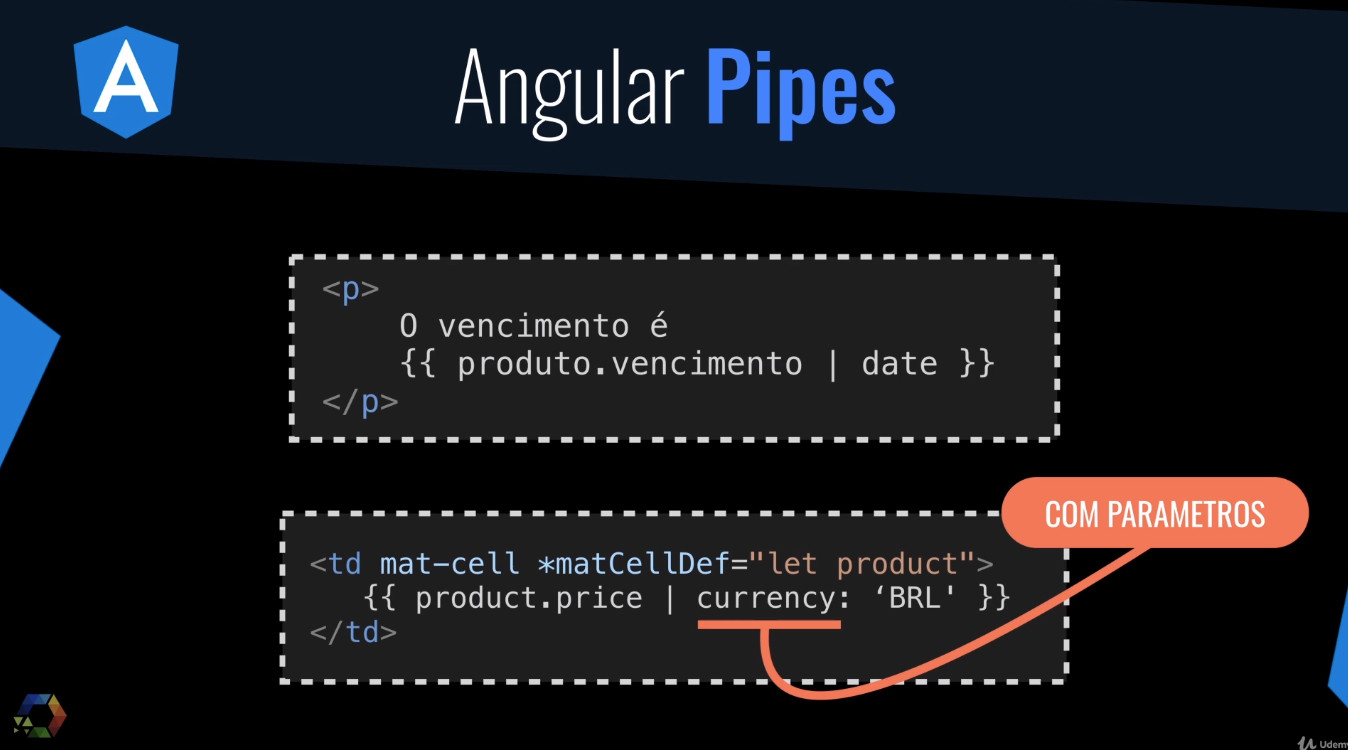 A
Angular Pipes
<p>
O vencimento é
{{ produto.vencimento | date }}
</p>
COM PARAMETROS
<td mat-cell *matCellDef="let product">
{{ product.price | currency: ‘BRL' }}
</td>
Udemy